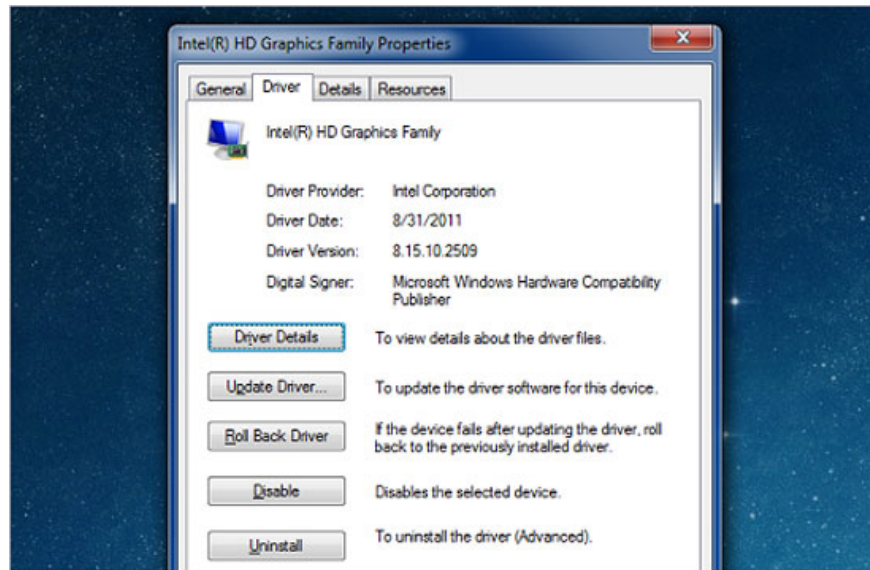 Intel(R) HD Graphics Family Properties
General Driver Details Resources
Intel(R) HD Graphics Family
Driver Provider: Intel Corporation
Driver Date: 8/31/2011
Driver Version: 8.15.10.2509
Digital Signer: Microsoft Windows Hardware Compatibility
Publisher
Driver Details To view details about the driver files.
Update Driver... To update the driver software for this device.
Roll Back Driver If the device fails after updating the driver, roll
back to the previously installed driver.
Disable Disables the selected device.
Uninstall To uninstall the driver (Advanced).